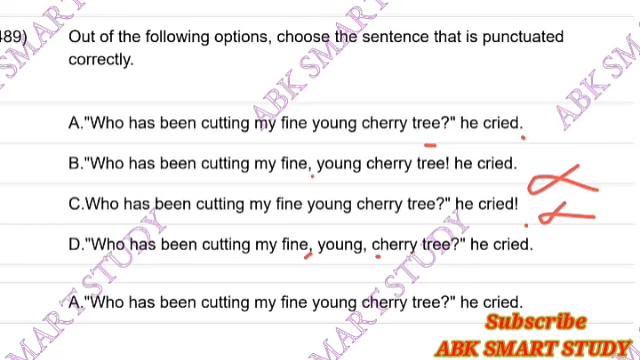 489) Out of the following options, choose the sentence that is punctuated
correctly.
A."Who has been cutting my fine young cherry tree?" he cried.
B."Who has been cutting my fine, young cherry tree! he cried.
C.Who has been cutting my fine young cherry tree?" he cried!
D."Who has been cutting my fine, young, cherry tree?" he cried.
A."Who has been cutting my fine young cherry tree?" he cried.
Subscribe
ABK SMART STUDY